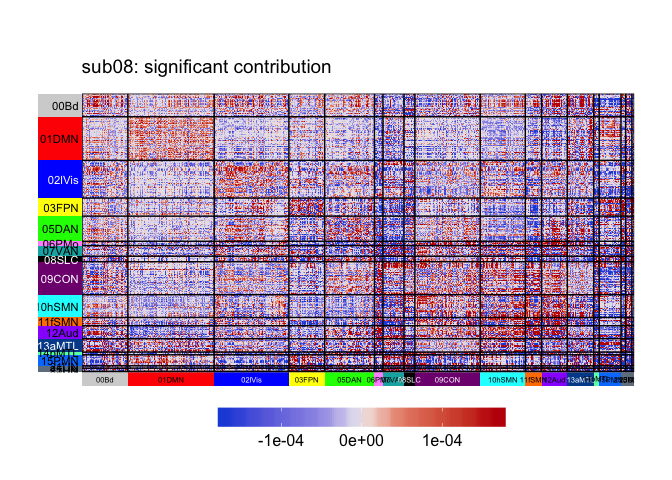 sub08: significant contribution
00Bd
01DMN
02lVis
03FPN
05DAN
06PMo
07VAN
08SLC
09CON
10hSMN
11fSMN
12Aud
13aMTL
15PMN
00Bd 01DMN 02lVis 03FPN 05DAN 08SLC 09CON 10hSMN 11fSMN 12Aud 13aMTL
-1e-04 0e+00 1e-04